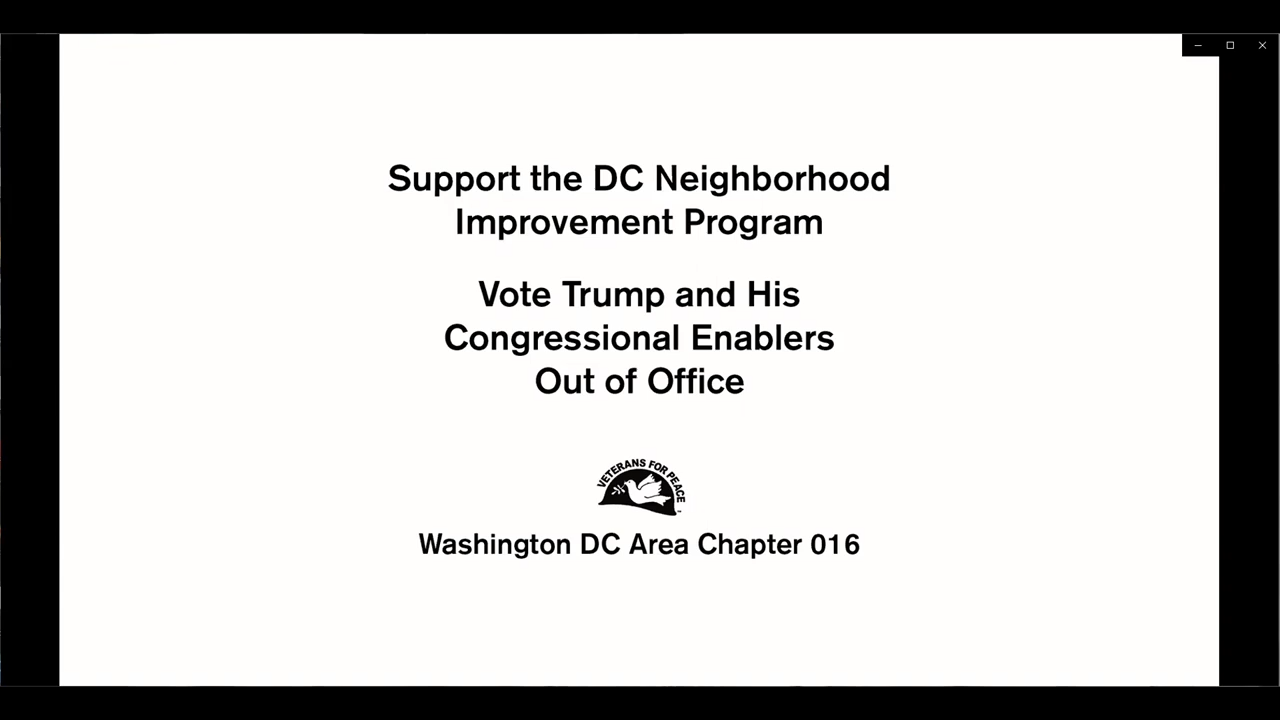 Support the DC Neighborhood
Improvement Program
Vote Trump and His
Congressional Enablers
Out of Office
VETERANS FOR PEACE
Washington DC Area Chapter 016